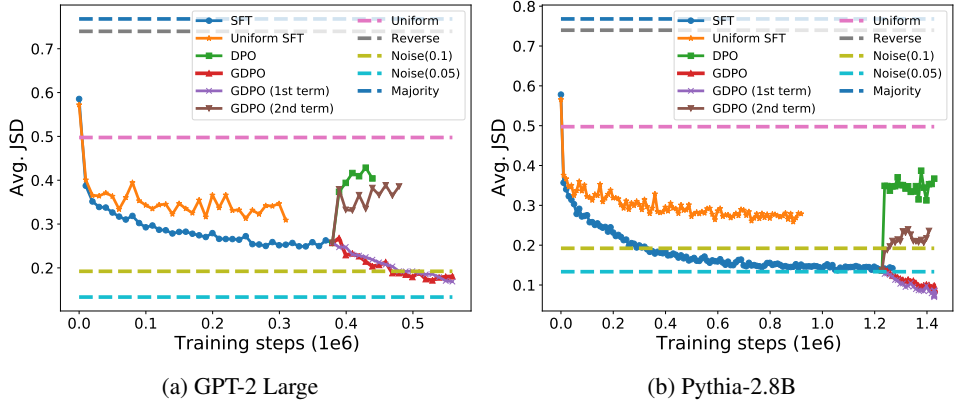 SFT
Uniform SFT
DPO
GDPO
GDPO (1st term)
GDPO (2nd term)
Uniform
Reverse
Noise(0.1)
Noise(0.05)
Majority
Avg. JSD
0.7
0.6
0.5
0.4
0.3
0.2
0.0 0.1 0.2 0.3 0.4 0.5
Training steps (1e6)
(a) GPT-2 Large
SFT
Uniform SFT
DPO
GDPO
GDPO (1st term)
GDPO (2nd term)
Uniform
Reverse
Noise(0.1)
Noise(0.05)
Majority
Avg. JSD
0.8
0.7
0.6
0.5
0.4
0.3
0.2
0.1
0.0 0.2 0.4 0.6 0.8 1.0 1.2 1.4
Training steps (1e6)
(b) Pythia-2.8B